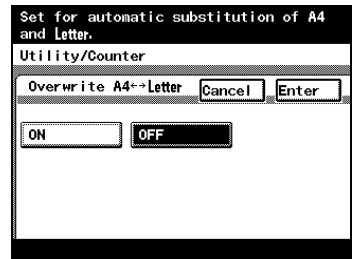 Set for automatic substitution of A4
and Letter.
Utility/Counter
Overwrite A4↔Letter Cancel Enter
ON OFF